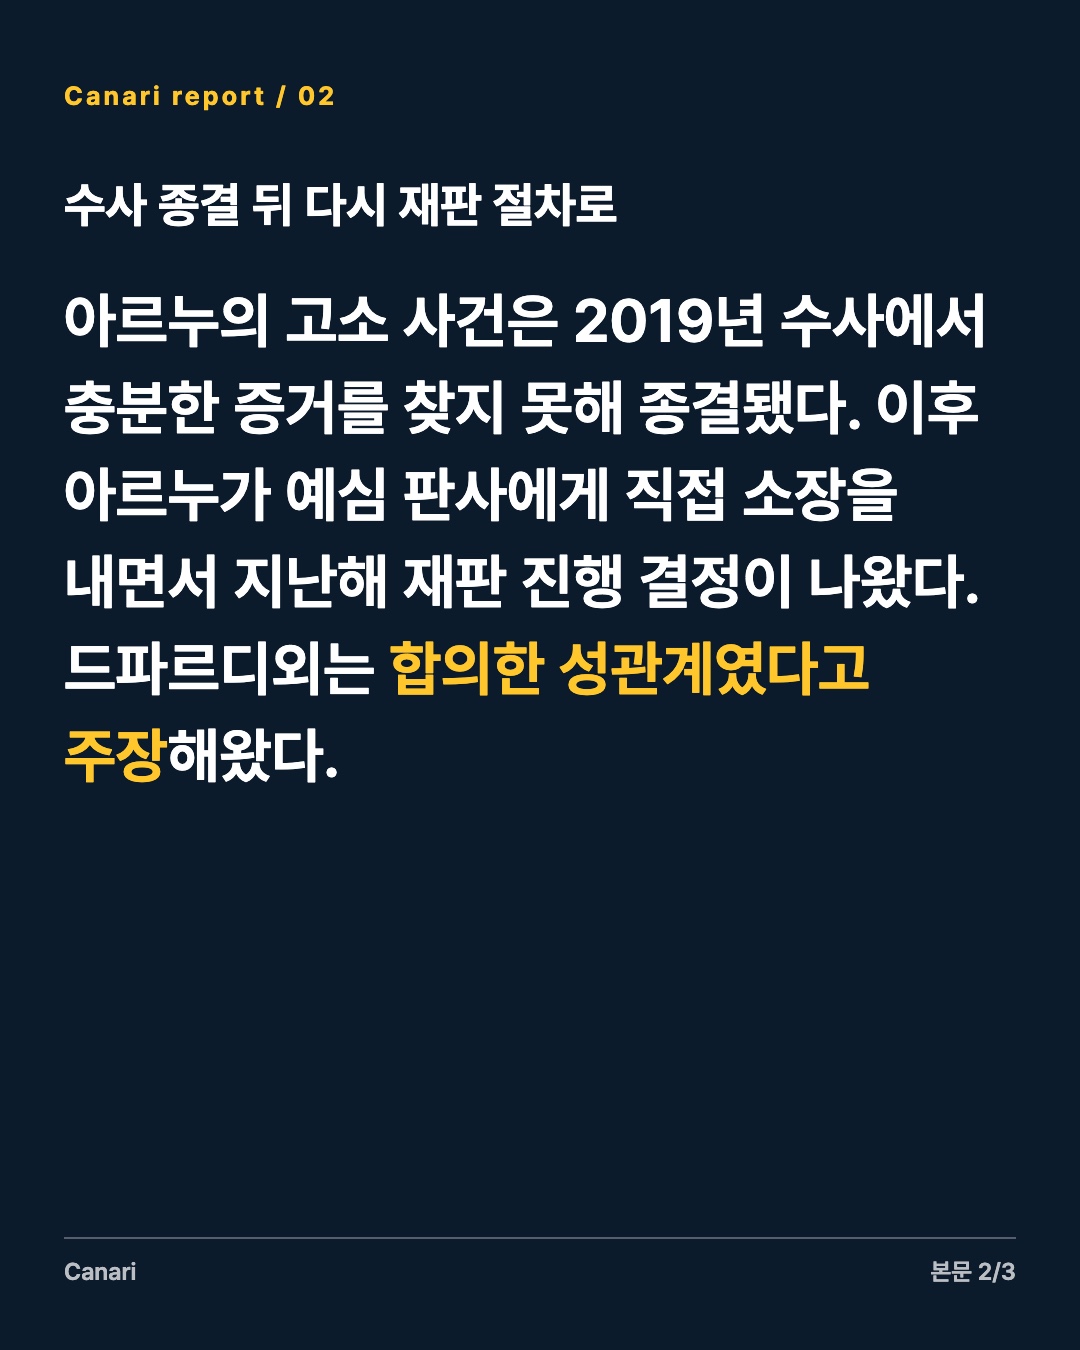 Canari report / 02
수사 종결 뒤 다시 재판 절차로
아르누의 고소 사건은 2019년 수사에서
충분한 증거를 찾지 못해 종결됐다. 이후
아르누가 예심 판사에게 직접 소장을
내면서 지난해 재판 진행 결정이 나왔다.
드파르디외는 합의한 성관계였다고
주장해왔다.
Canari
본문 2/3